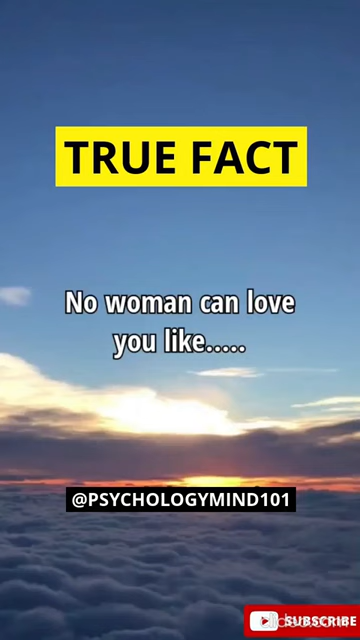 TRUE FACT
No woman can love
you like.....
@PSYCHOLOGYMIND101
SUBSCRIBE